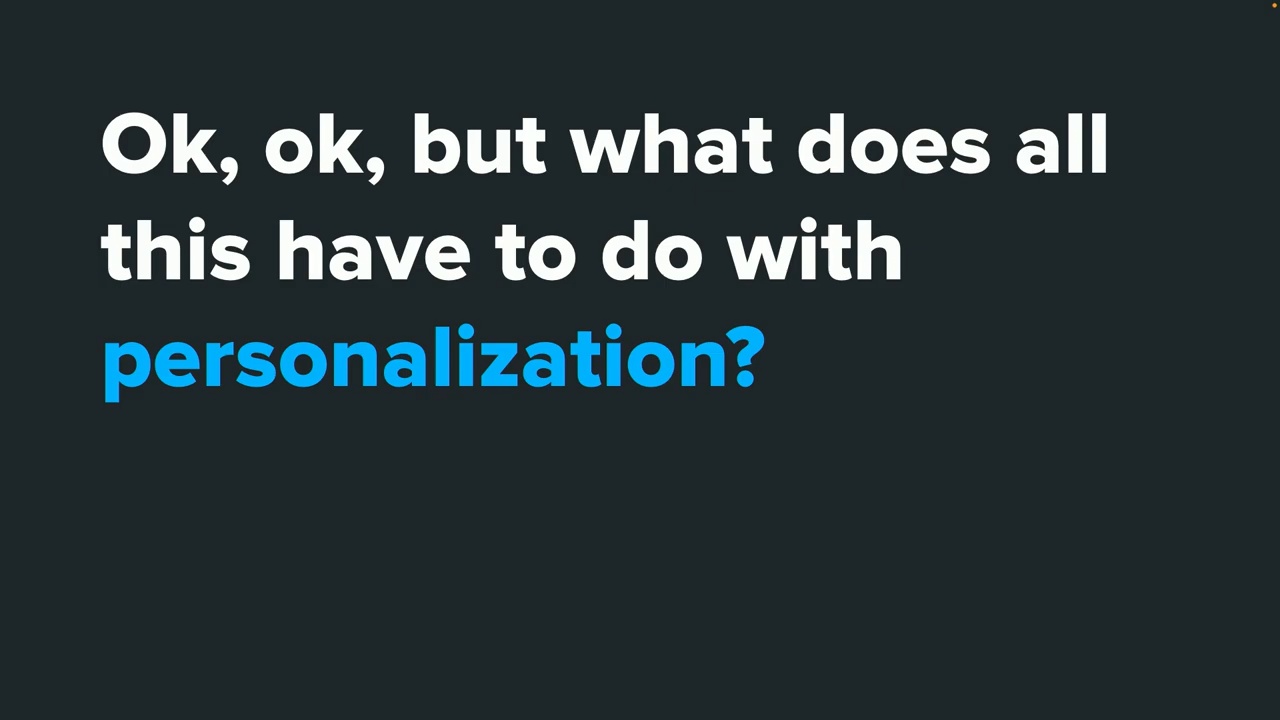 Ok, ok, but what does all
this have to do with
personalization?